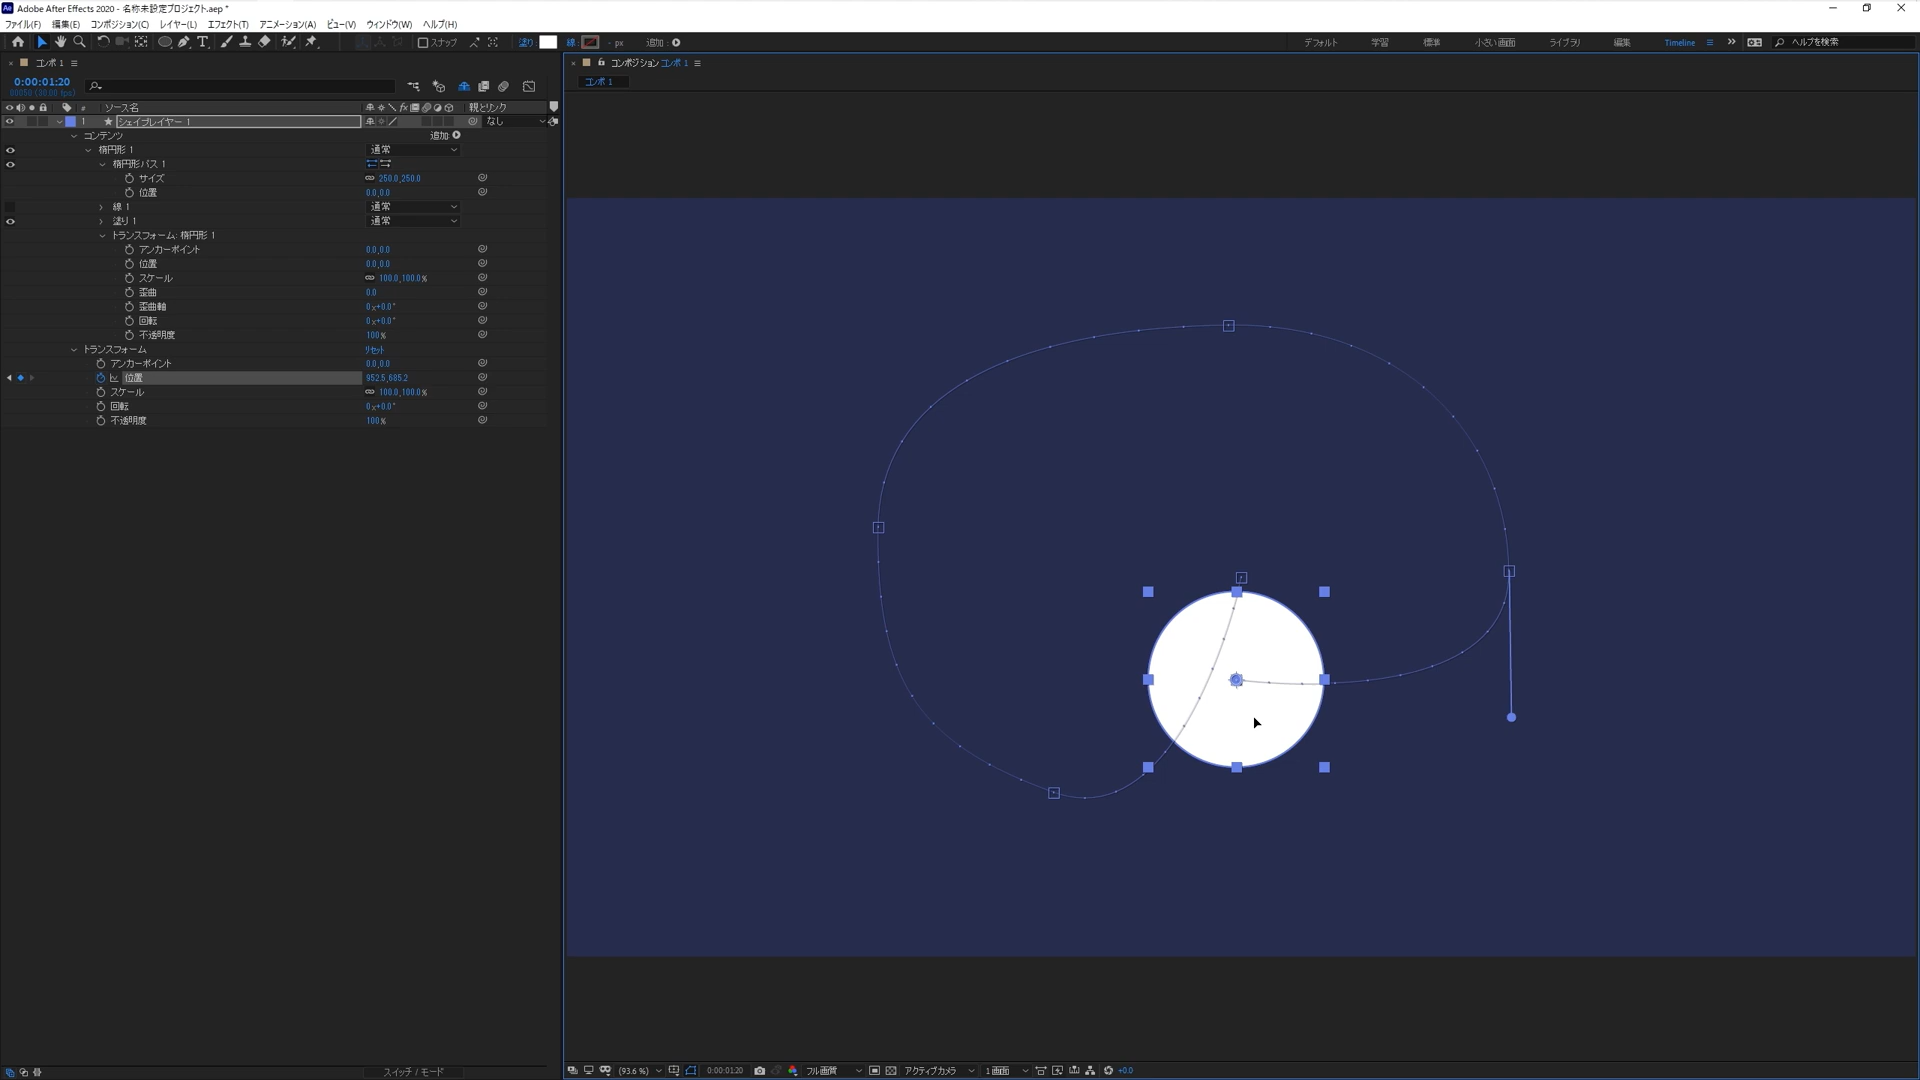 Adobe After Effects 2020 - 名称未設定プロジェクト.aep *
ファイル(F) 編集(E) コンポジション(C) レイヤー(L) エフェクト(T) アニメーション(A) ビュー(V) ウィンドウ(W) ヘルプ(H)
スナップ 塗り 線 - px 追加: デフォルト 学習 標準 小さい画面 ライブラリ 編集 Timeline ヘルプを検索
コンポ 1
コンポジション コンポ 1
コンポ 1
0:00:01:20
00050 (30.00 fps)
# ソース名 fx 親とリンク
1 シェイプレイヤー 1 なし
コンテンツ 追加:
楕円形 1 通常
楕円形パス 1
サイズ 250.0,250.0
位置 0.0,0.0
線 1 通常
塗り 1 通常
トランスフォーム: 楕円形 1
アンカーポイント 0.0,0.0
位置 0.0,0.0
スケール 100.0,100.0%
歪曲 0.0
歪曲軸 0x+0.0°
回転 0x+0.0°
不透明度 100%
トランスフォーム リセット
アンカーポイント 0.0,0.0
位置 952.5,685.2
スケール 100.0,100.0%
回転 0x+0.0°
不透明度 100%
スイッチ / モード
(93.6 %) 0:00:01:20 フル画質 アクティブカメラ 1画面 +0.0